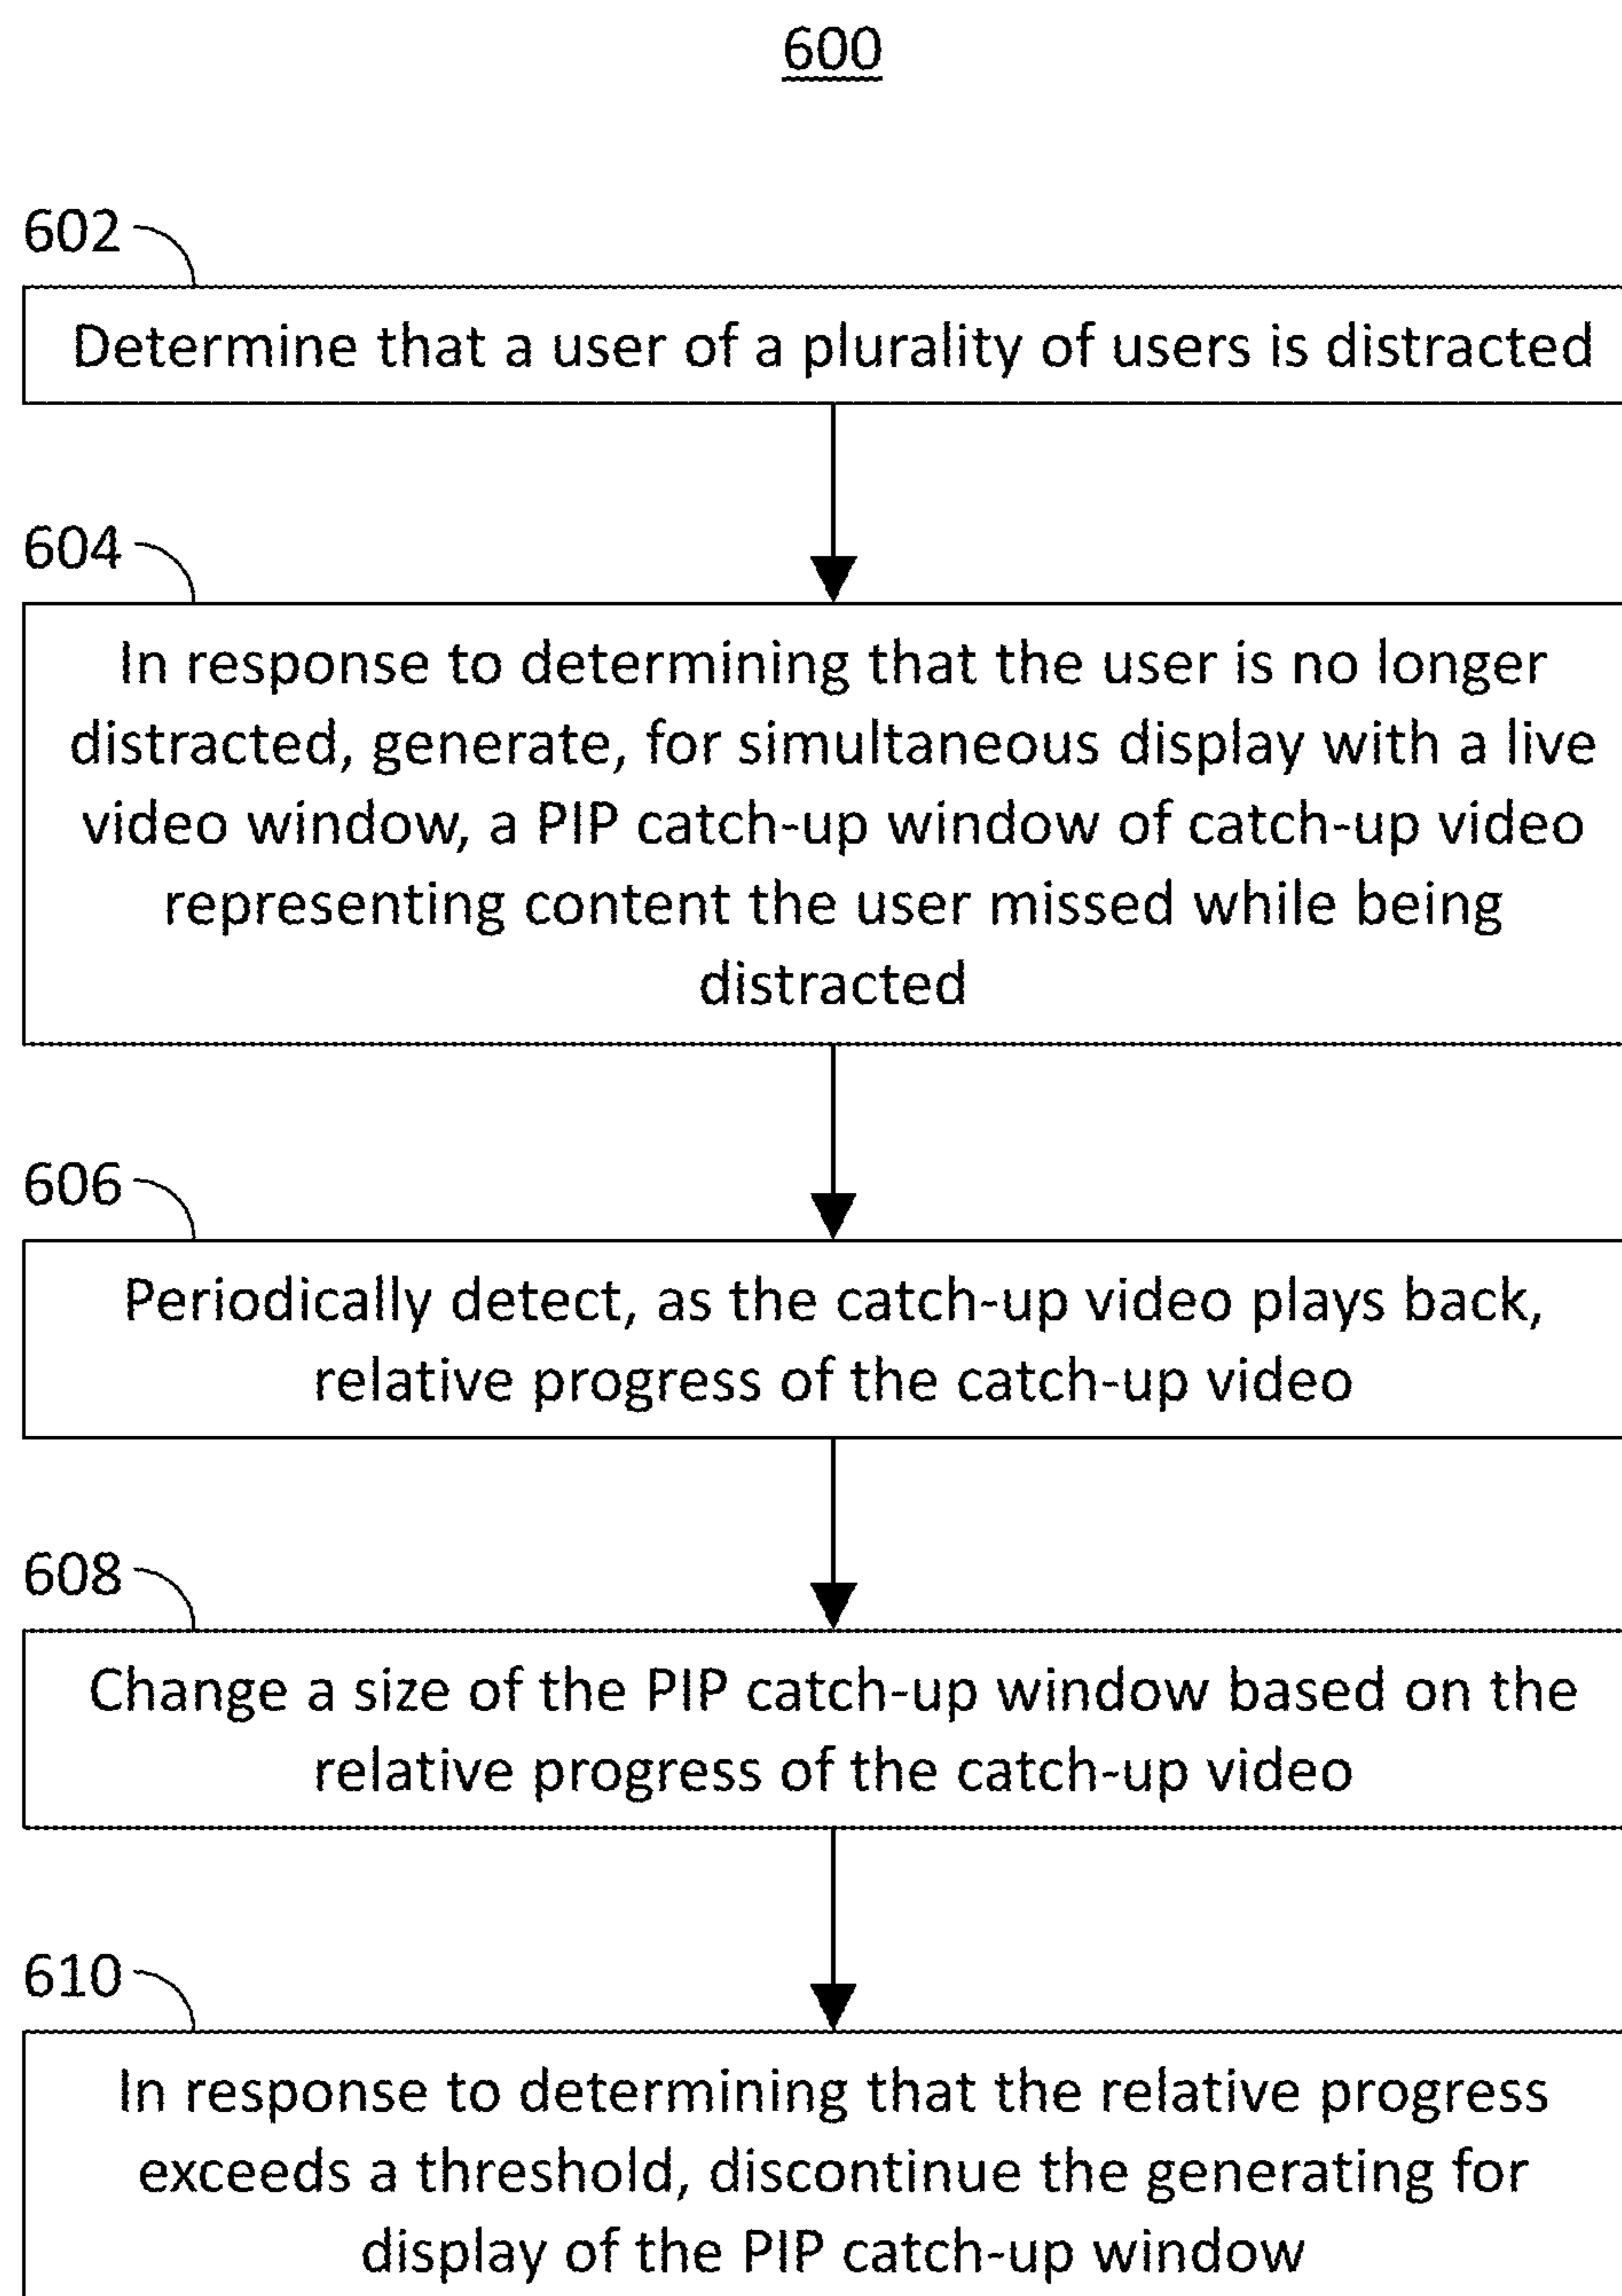 600
602
Determine that a user of a plurality of users is distracted
604
In response to determining that the user is no longer
distracted, generate, for simultaneous display with a live
video window, a PIP catch-up window of catch-up video
representing content the user missed while being
distracted
606
Periodically detect, as the catch-up video plays back,
relative progress of the catch-up video
608
Change a size of the PIP catch-up window based on the
relative progress of the catch-up video
610
In response to determining that the relative progress
exceeds a threshold, discontinue the generating for
display of the PIP catch-up window